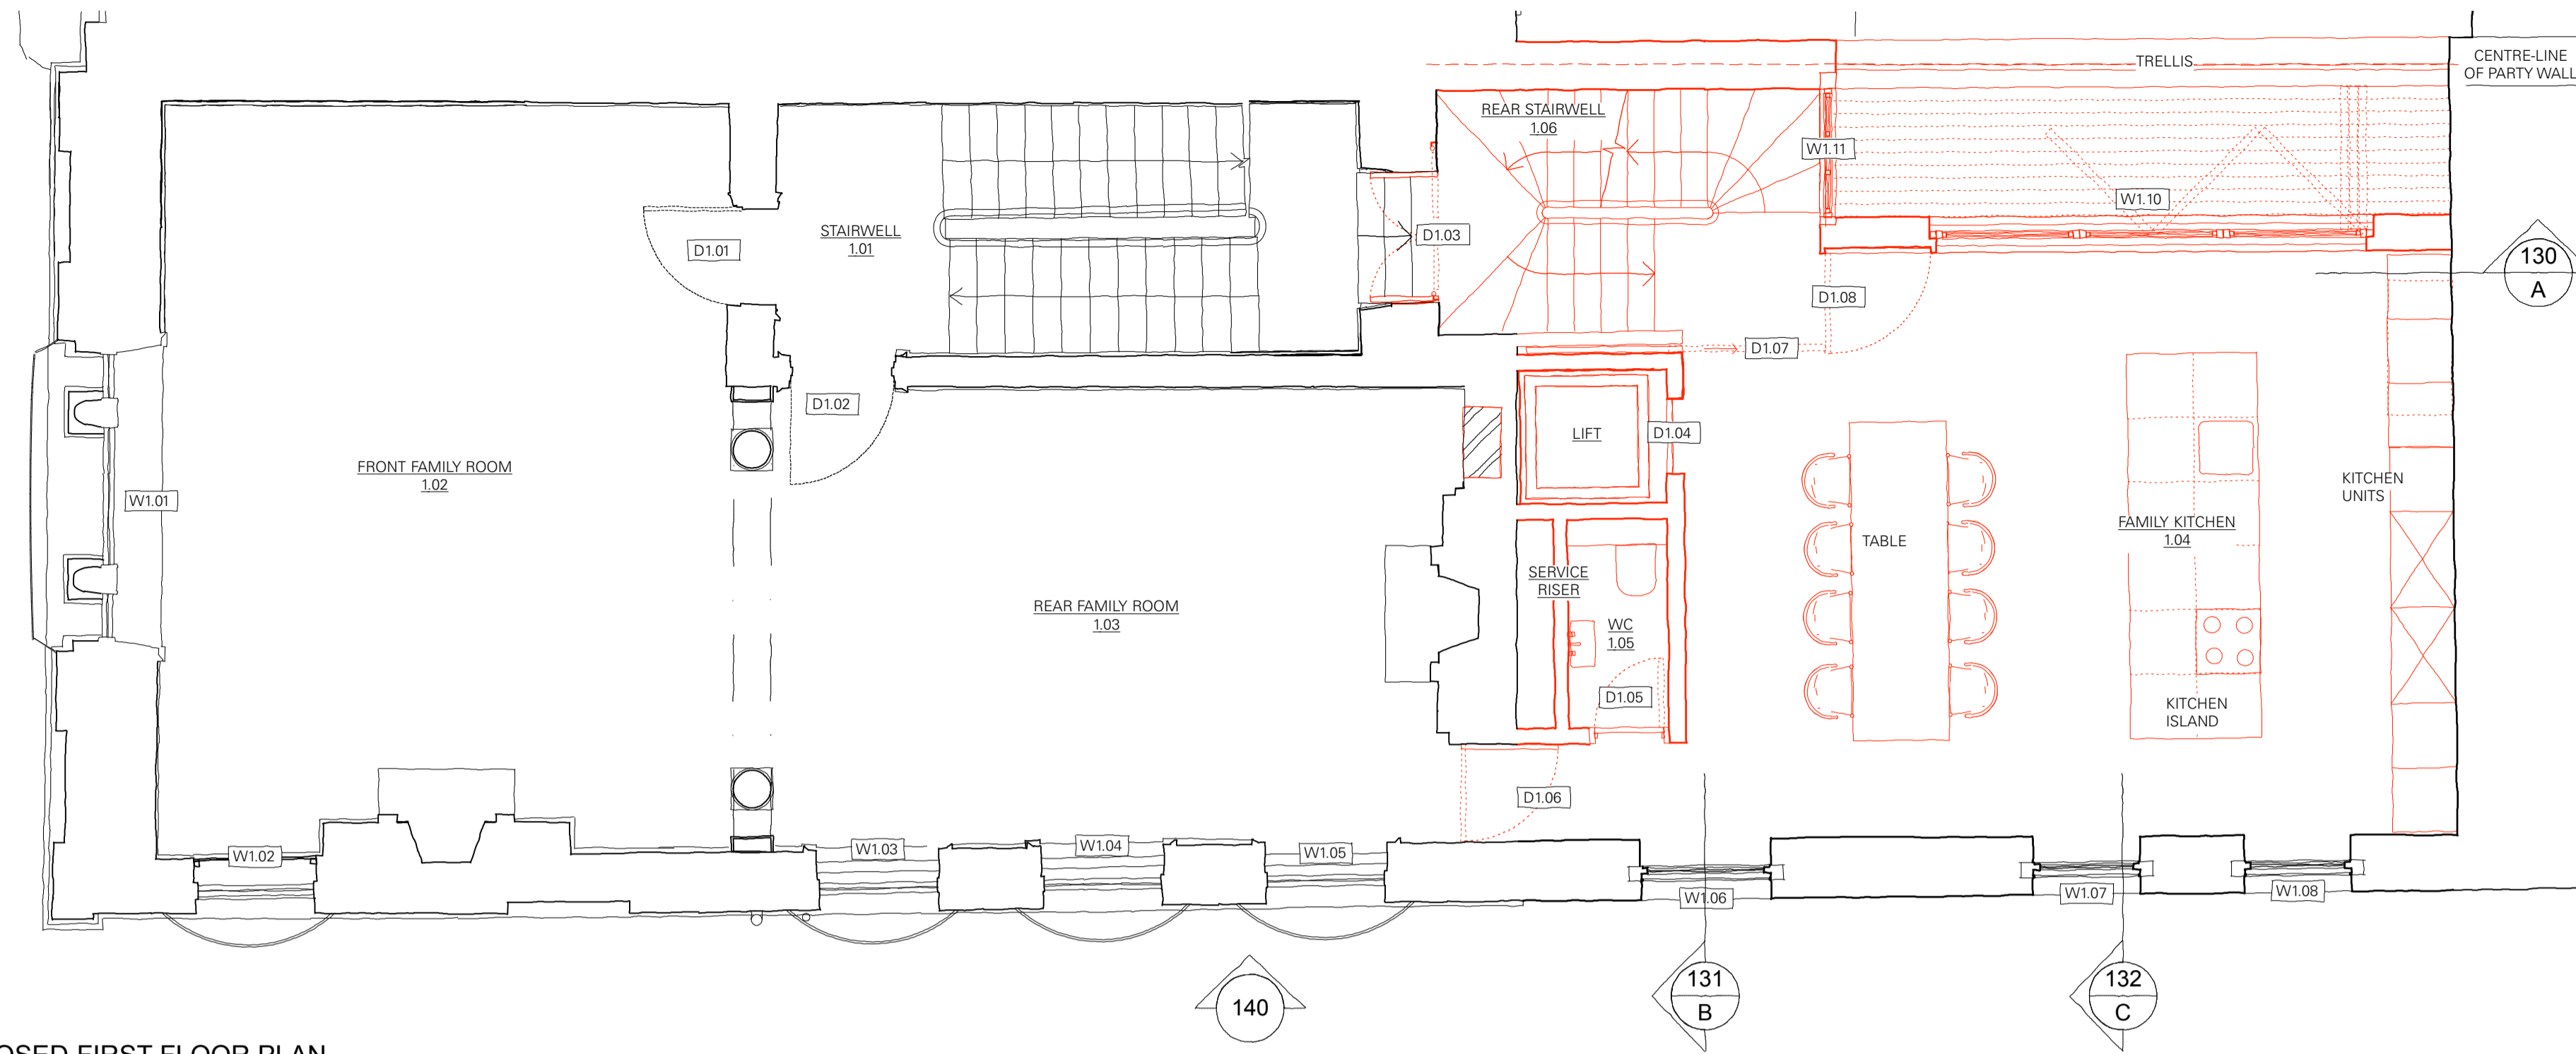 TRELLIS
CENTRE-LINE
OF PARTY WALL
REAR STAIRWELL
1.06
W1.11
W1.10
STAIRWELL
1.01
D1.01
D1.03
130
A
D1.08
D1.07
D1.02
LIFT
D1.04
FRONT FAMILY ROOM
1.02
W1.01
KITCHEN
UNITS
FAMILY KITCHEN
1.04
TABLE
SERVICE
RISER
REAR FAMILY ROOM
1.03
WC
1.05
D1.05
KITCHEN
ISLAND
D1.06
W1.02
W1.03
W1.04
W1.05
W1.06
W1.07
W1.08
140
131
B
132
C
FIRST FLOOR PLAN